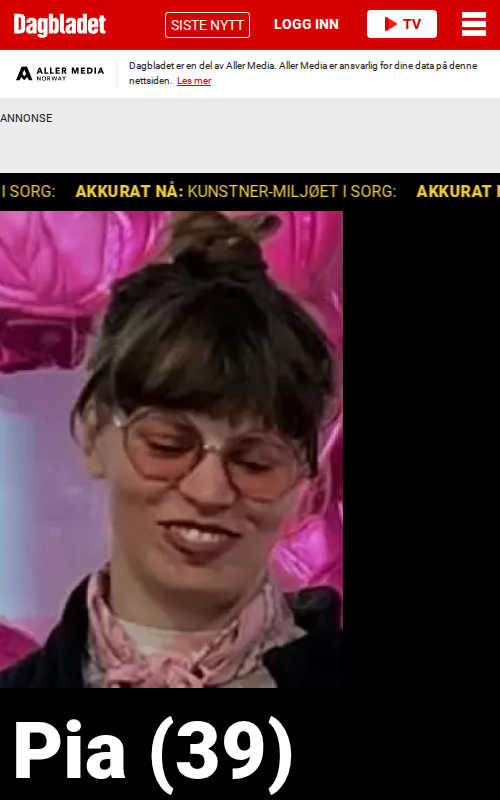 Dagbladet SISTE NYTT LOGG INN TV
ALLER MEDIA
NORWAY
Dagbladet er en del av Aller Media. Aller Media er ansvarlig for dine data på denne
nettsiden. Les mer
ANNONSE
I SORG: AKKURAT NÅ: KUNSTNER-MILJØET I SORG: AKKURAT
Pia (39)